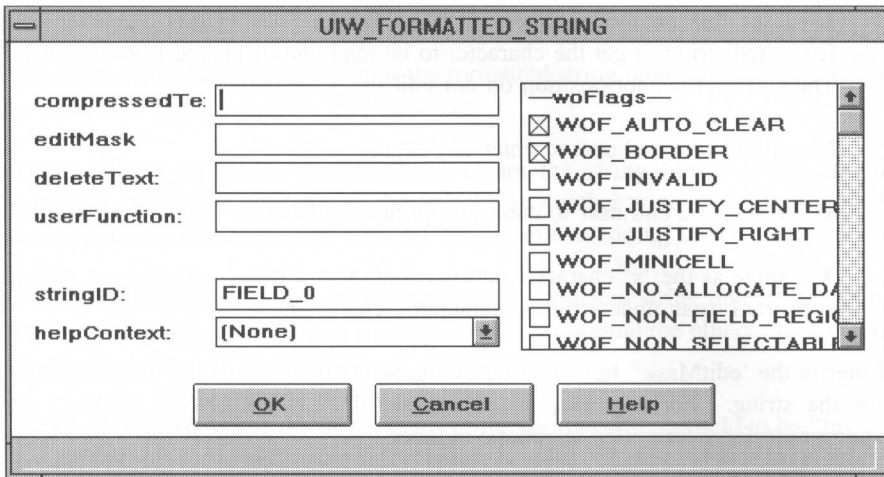 UIW_FORMATTED_STRING
compressedTe:
editMask
deleteText:
userFunction:
stringID:
FIELD_0
helpContext:
(None)
—woFlags—
WOF_AUTO_CLEAR
WOF_BORDER
WOF_INVALID
WOF_JUSTIFY_CENTER
WOF_JUSTIFY_RIGHT
WOF_MINICELL
WOF_NO_ALLOCATE_DA
WOF_NON_FIELD_REGIO
WOF_NON_SELECTABLE
OK
Cancel
Help